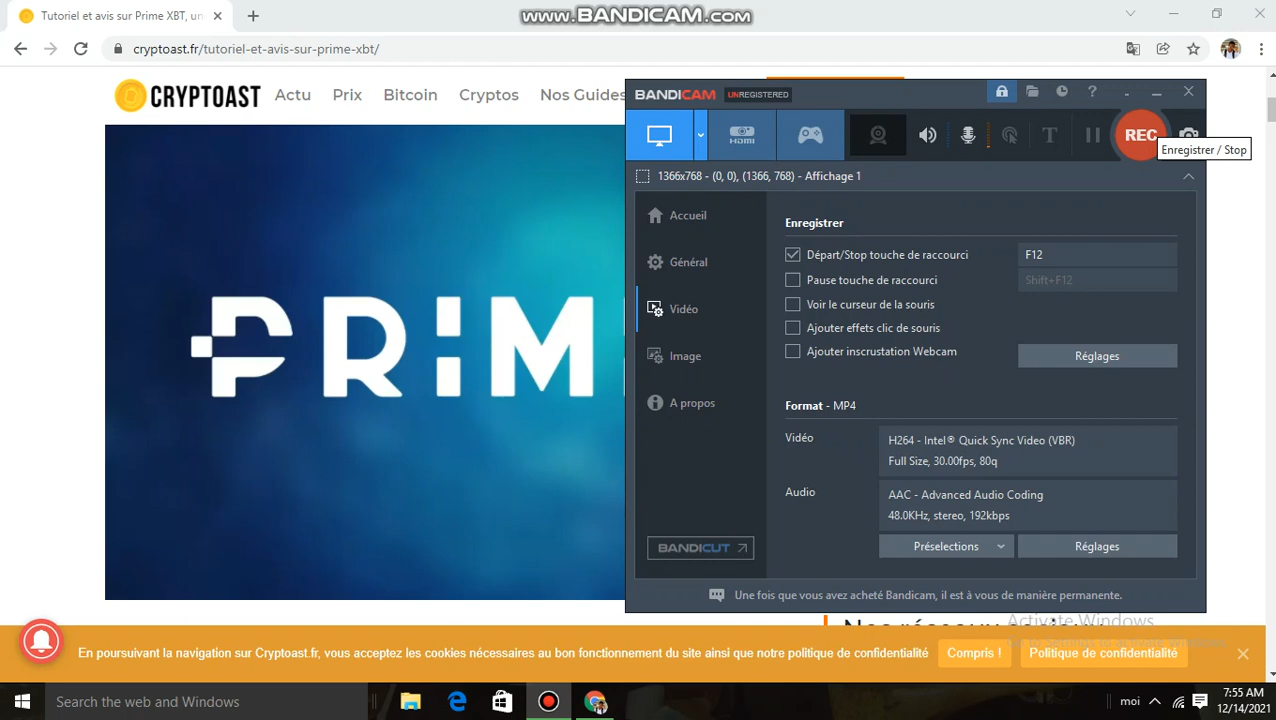 Tutoriel et avis sur Prime XBT, un
www.BANDICAM.com
cryptoast.fr/tutoriel-et-avis-sur-prime-xbt/
CRYPTOAST Actu Prix Bitcoin Cryptos Nos Guides
PRIM
BANDICAM UNREGISTERED
HDMI
T
REC
Enregistrer / Stop
1366x768 - (0, 0), (1366, 768) - Affichage 1
Accueil
Général
Vidéo
Image
A propos
BANDICUT
Enregistrer
Départ/Stop touche de raccourci F12
Pause touche de raccourci Shift+F12
Voir le curseur de la souris
Ajouter effets clic de souris
Ajouter inscrustation Webcam Réglages
Format - MP4
Vidéo H264 - Intel® Quick Sync Video (VBR)
Full Size, 30.00fps, 80q
Audio AAC - Advanced Audio Coding
48.0KHz, stereo, 192kbps
Préselections Réglages
Une fois que vous avez acheté Bandicam, il est à vous de manière permanente.
Activate Windows
En poursuivant la navigation sur Cryptoast.fr, vous acceptez les cookies nécessaires au bon fonctionnement du site ainsi que notre politique de confidentialité Compris ! Politique de confidentialité
Search the web and Windows
moi
7:55 AM
12/14/2021